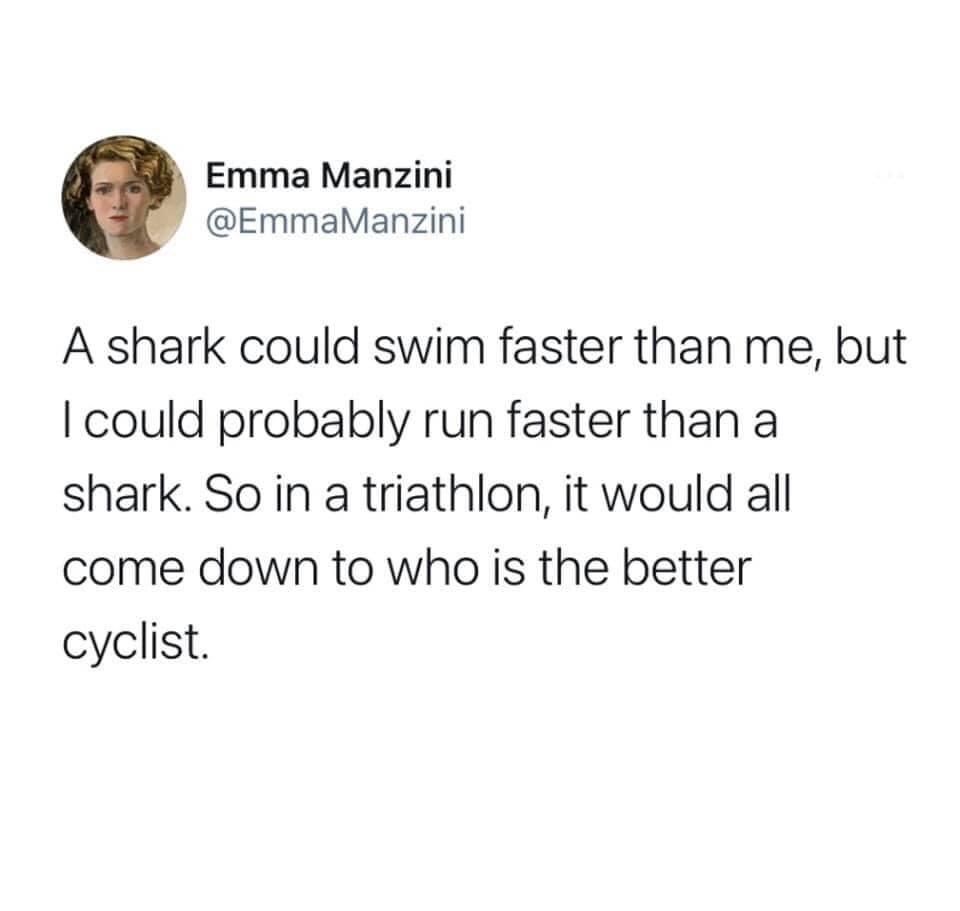 Emma Manzini
@EmmaManzini
A shark could swim faster than me, but
I could probably run faster than a
shark. So in a triathlon, it would all
come down to who is the better
cyclist.